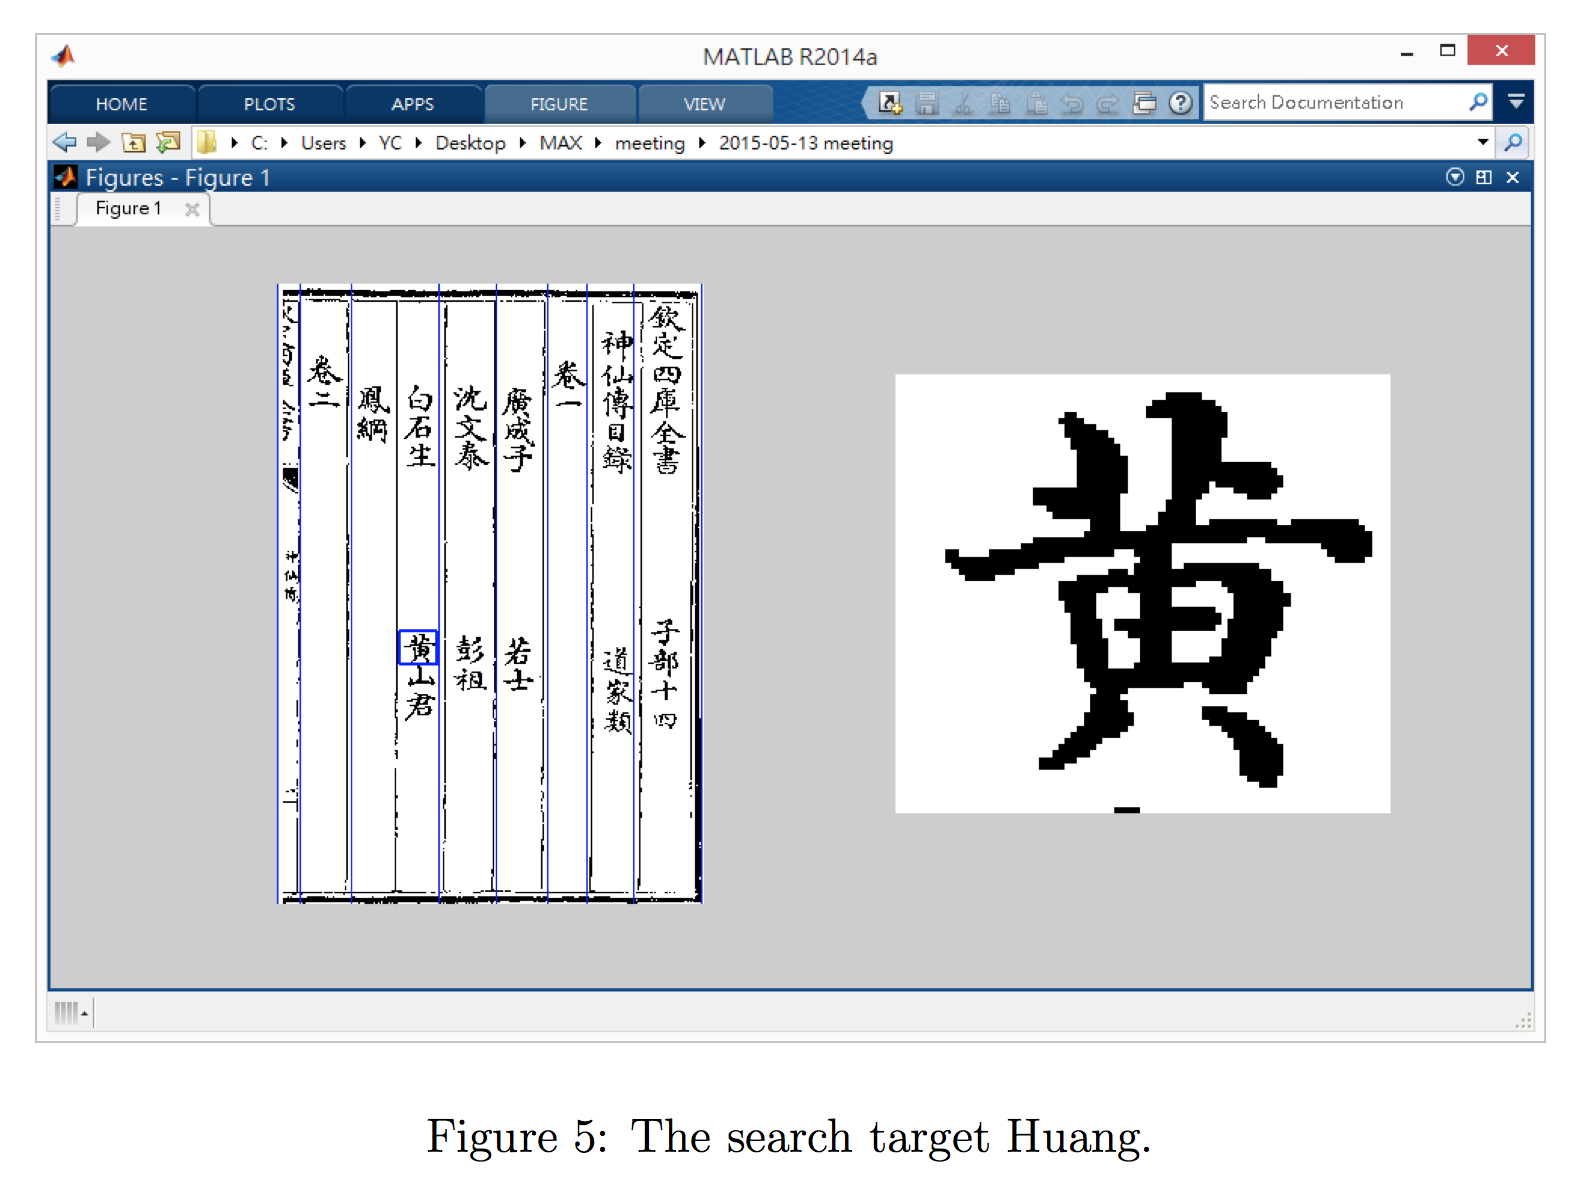 MATLAB R2014a
HOME PLOTS APPS FIGURE VIEW Search Documentation
C: Users YC Desktop MAX meeting 2015-05-13 meeting
Figures - Figure 1
Figure 1
欽定四庫全書 子部十四
神仙傳目錄 道家類
卷一
廣成子 若士
沈文泰 彭祖
白石生 黃山君
鳳綱
卷二
黃
Figure 5: The search target Huang.